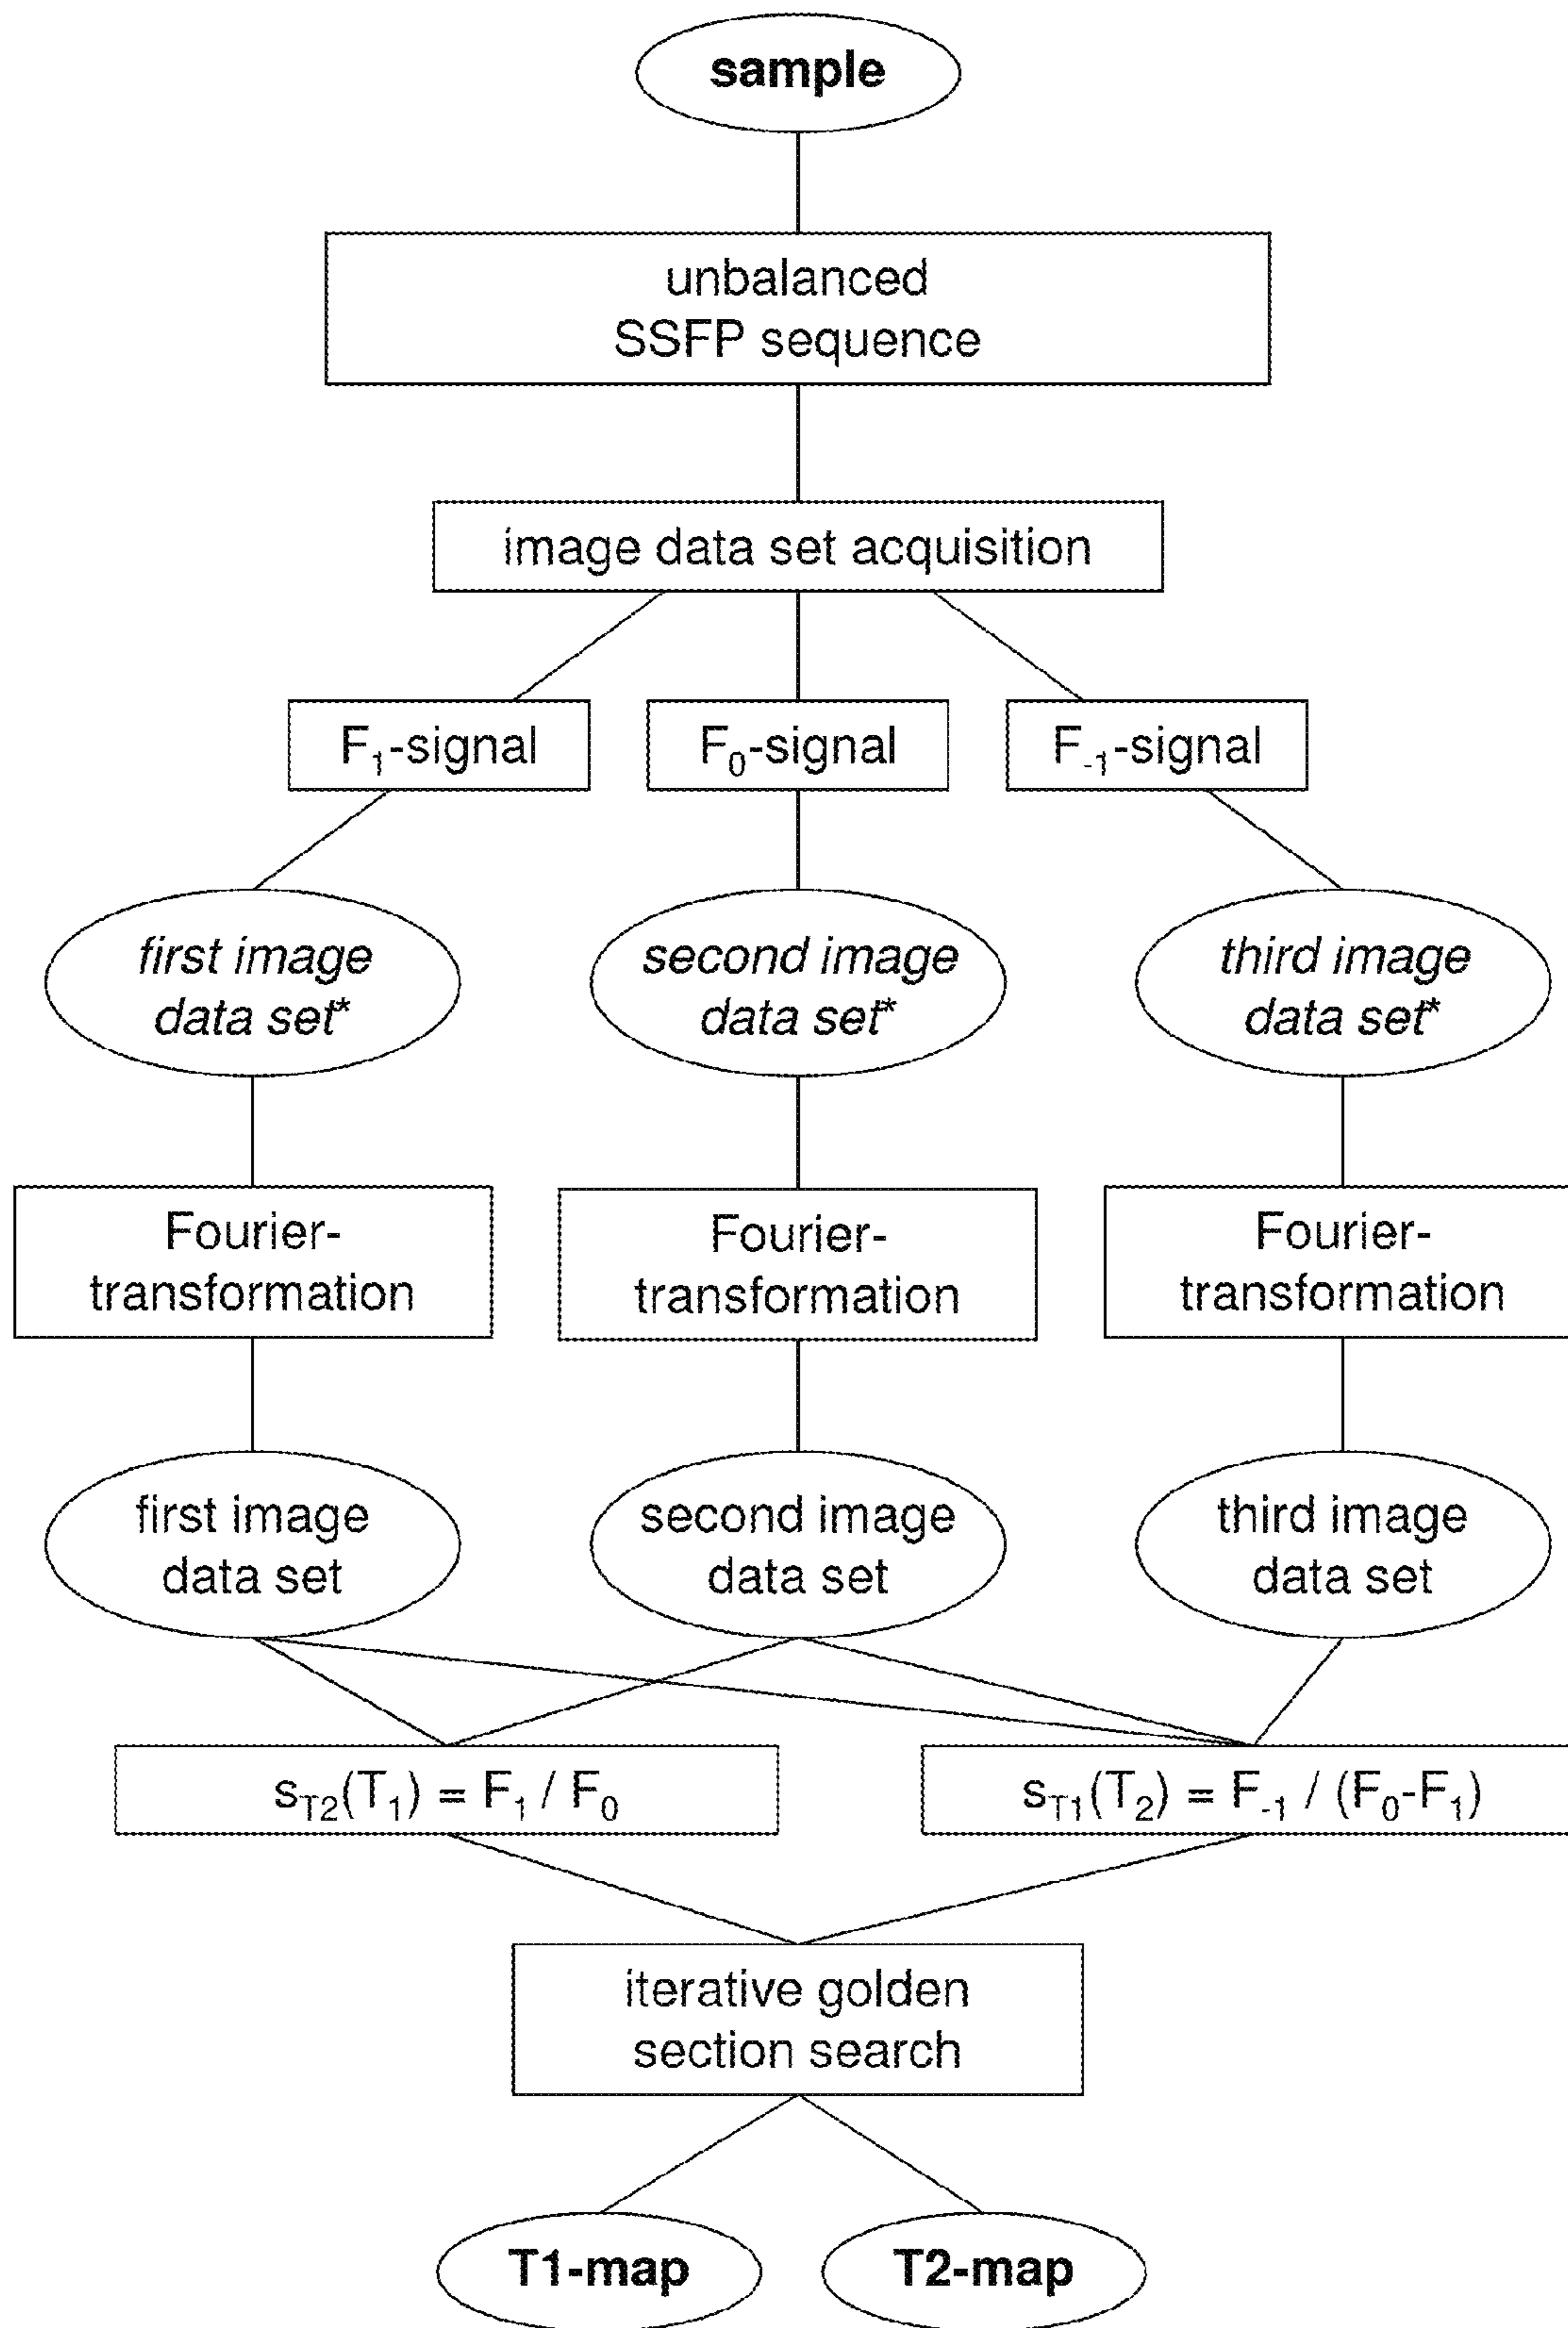 sample
unbalanced
SSFP sequence
image data set acquisition
F₁-signal
F₀-signal
F₋₁-signal
first image
data set*
second image
data set*
third image
data set*
Fourier-
transformation
Fourier-
transformation
Fourier-
transformation
first image
data set
second image
data set
third image
data set
s_T2(T₁) = F₁ / F₀
s_T1(T₂) = F₋₁ / (F₀-F₁)
iterative golden
section search
T1-map
T2-map